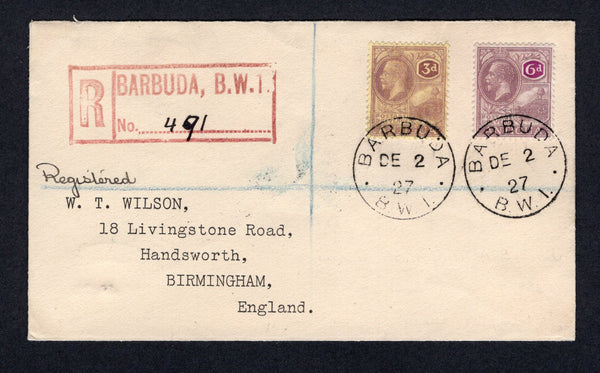 R BARBUDA, B.W.I.
No. 491
3d
6d
BARBUDA
DE 2
27
B.W.I.
BARBUDA
DE 2
27
B.W.I.
Registered
W. T. WILSON,
18 Livingstone Road,
Handsworth,
BIRMINGHAM,
England.